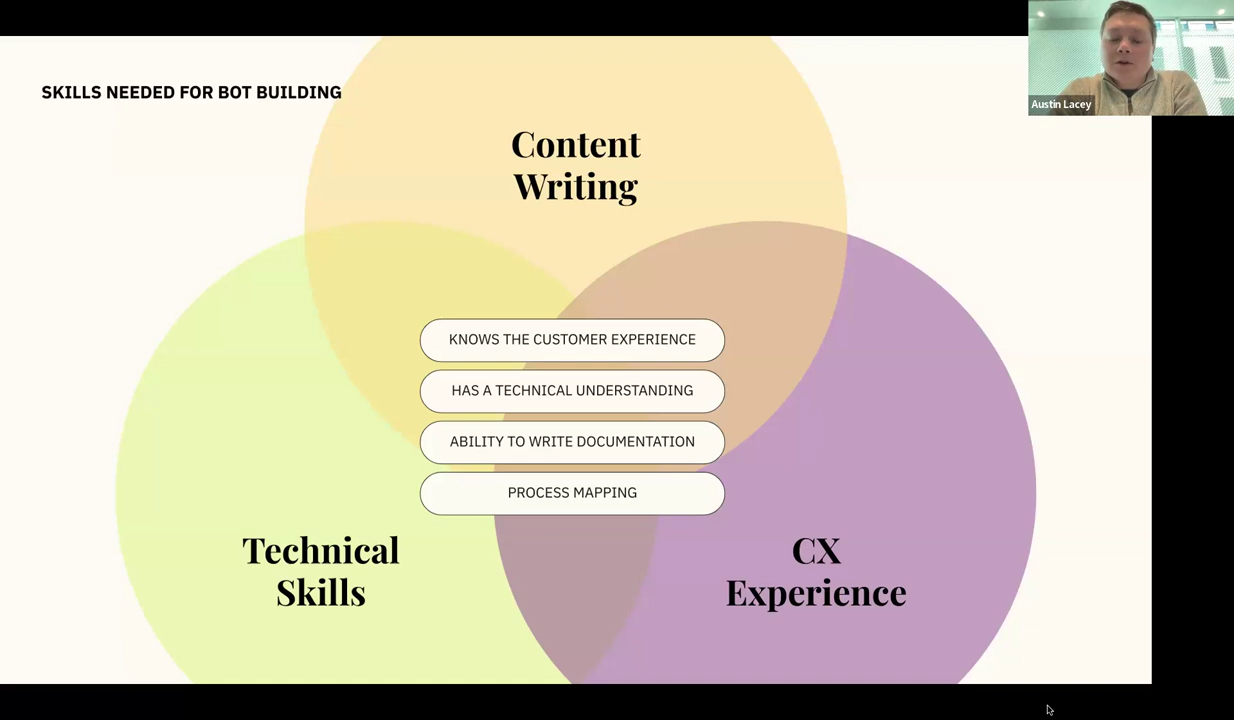 SKILLS NEEDED FOR BOT BUILDING
Austin Lacey
Content
Writing
KNOWS THE CUSTOMER EXPERIENCE
HAS A TECHNICAL UNDERSTANDING
ABILITY TO WRITE DOCUMENTATION
PROCESS MAPPING
Technical
Skills
CX
Experience